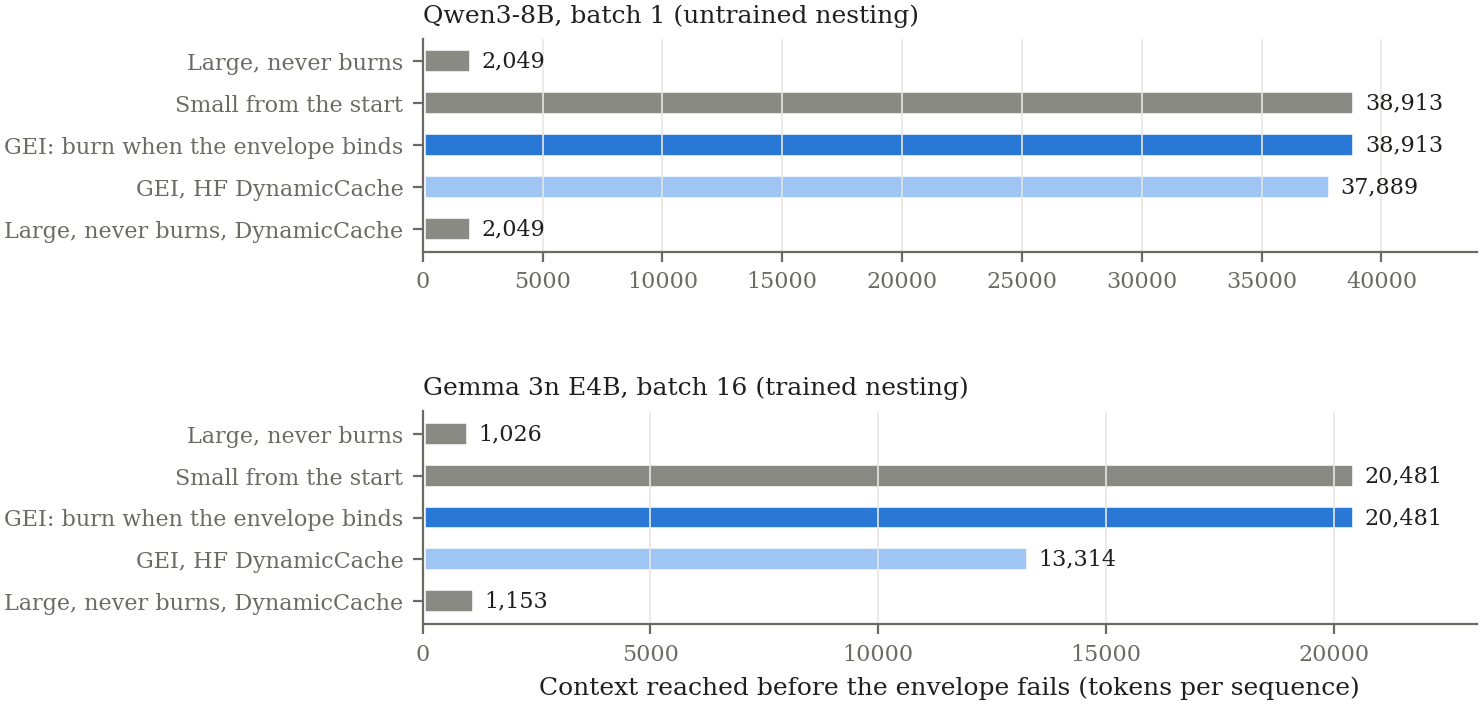 Qwen3-8B, batch 1 (untrained nesting)
Large, never burns 2,049
Small from the start 38,913
GEI: burn when the envelope binds 38,913
GEI, HF DynamicCache 37,889
Large, never burns, DynamicCache 2,049
0 5000 10000 15000 20000 25000 30000 35000 40000
Gemma 3n E4B, batch 16 (trained nesting)
Large, never burns 1,026
Small from the start 20,481
GEI: burn when the envelope binds 20,481
GEI, HF DynamicCache 13,314
Large, never burns, DynamicCache 1,153
0 5000 10000 15000 20000
Context reached before the envelope fails (tokens per sequence)